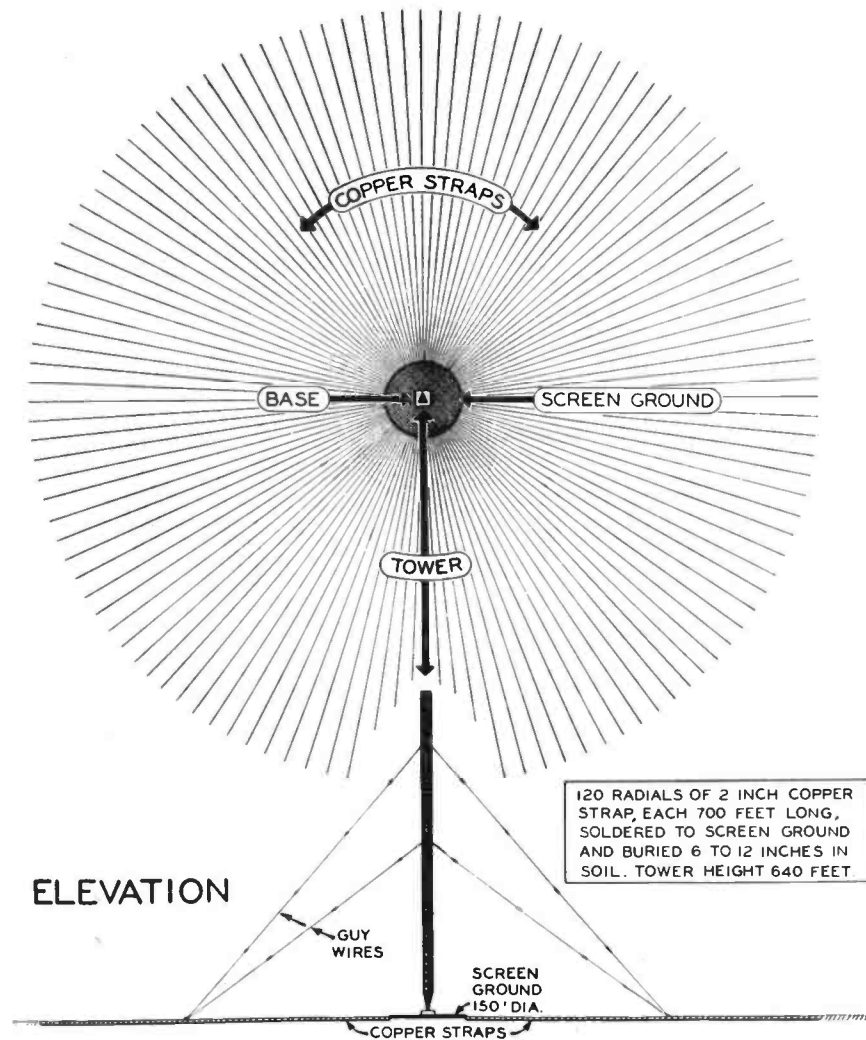 COPPER STRAPS
BASE
SCREEN GROUND
TOWER
120 RADIALS OF 2 INCH COPPER
STRAP, EACH 700 FEET LONG,
SOLDERED TO SCREEN GROUND
AND BURIED 6 TO 12 INCHES IN
SOIL. TOWER HEIGHT 640 FEET.
ELEVATION
GUY
WIRES
SCREEN
GROUND
150' DIA.
COPPER STRAPS